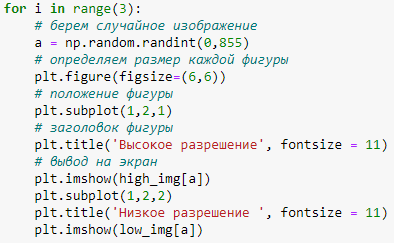 for i in range(3):
    # берем случайное изображение
    a = np.random.randint(0,855)
    # определяем размер каждой фигуры
    plt.figure(figsize=(6,6))
    # положение фигуры
    plt.subplot(1,2,1)
    # заголовок фигуры
    plt.title('Высокое разрешение', fontsize = 11)
    # вывод на экран
    plt.imshow(high_img[a])
    plt.subplot(1,2,2)
    plt.title('Низкое разрешение ', fontsize = 11)
    plt.imshow(low_img[a])